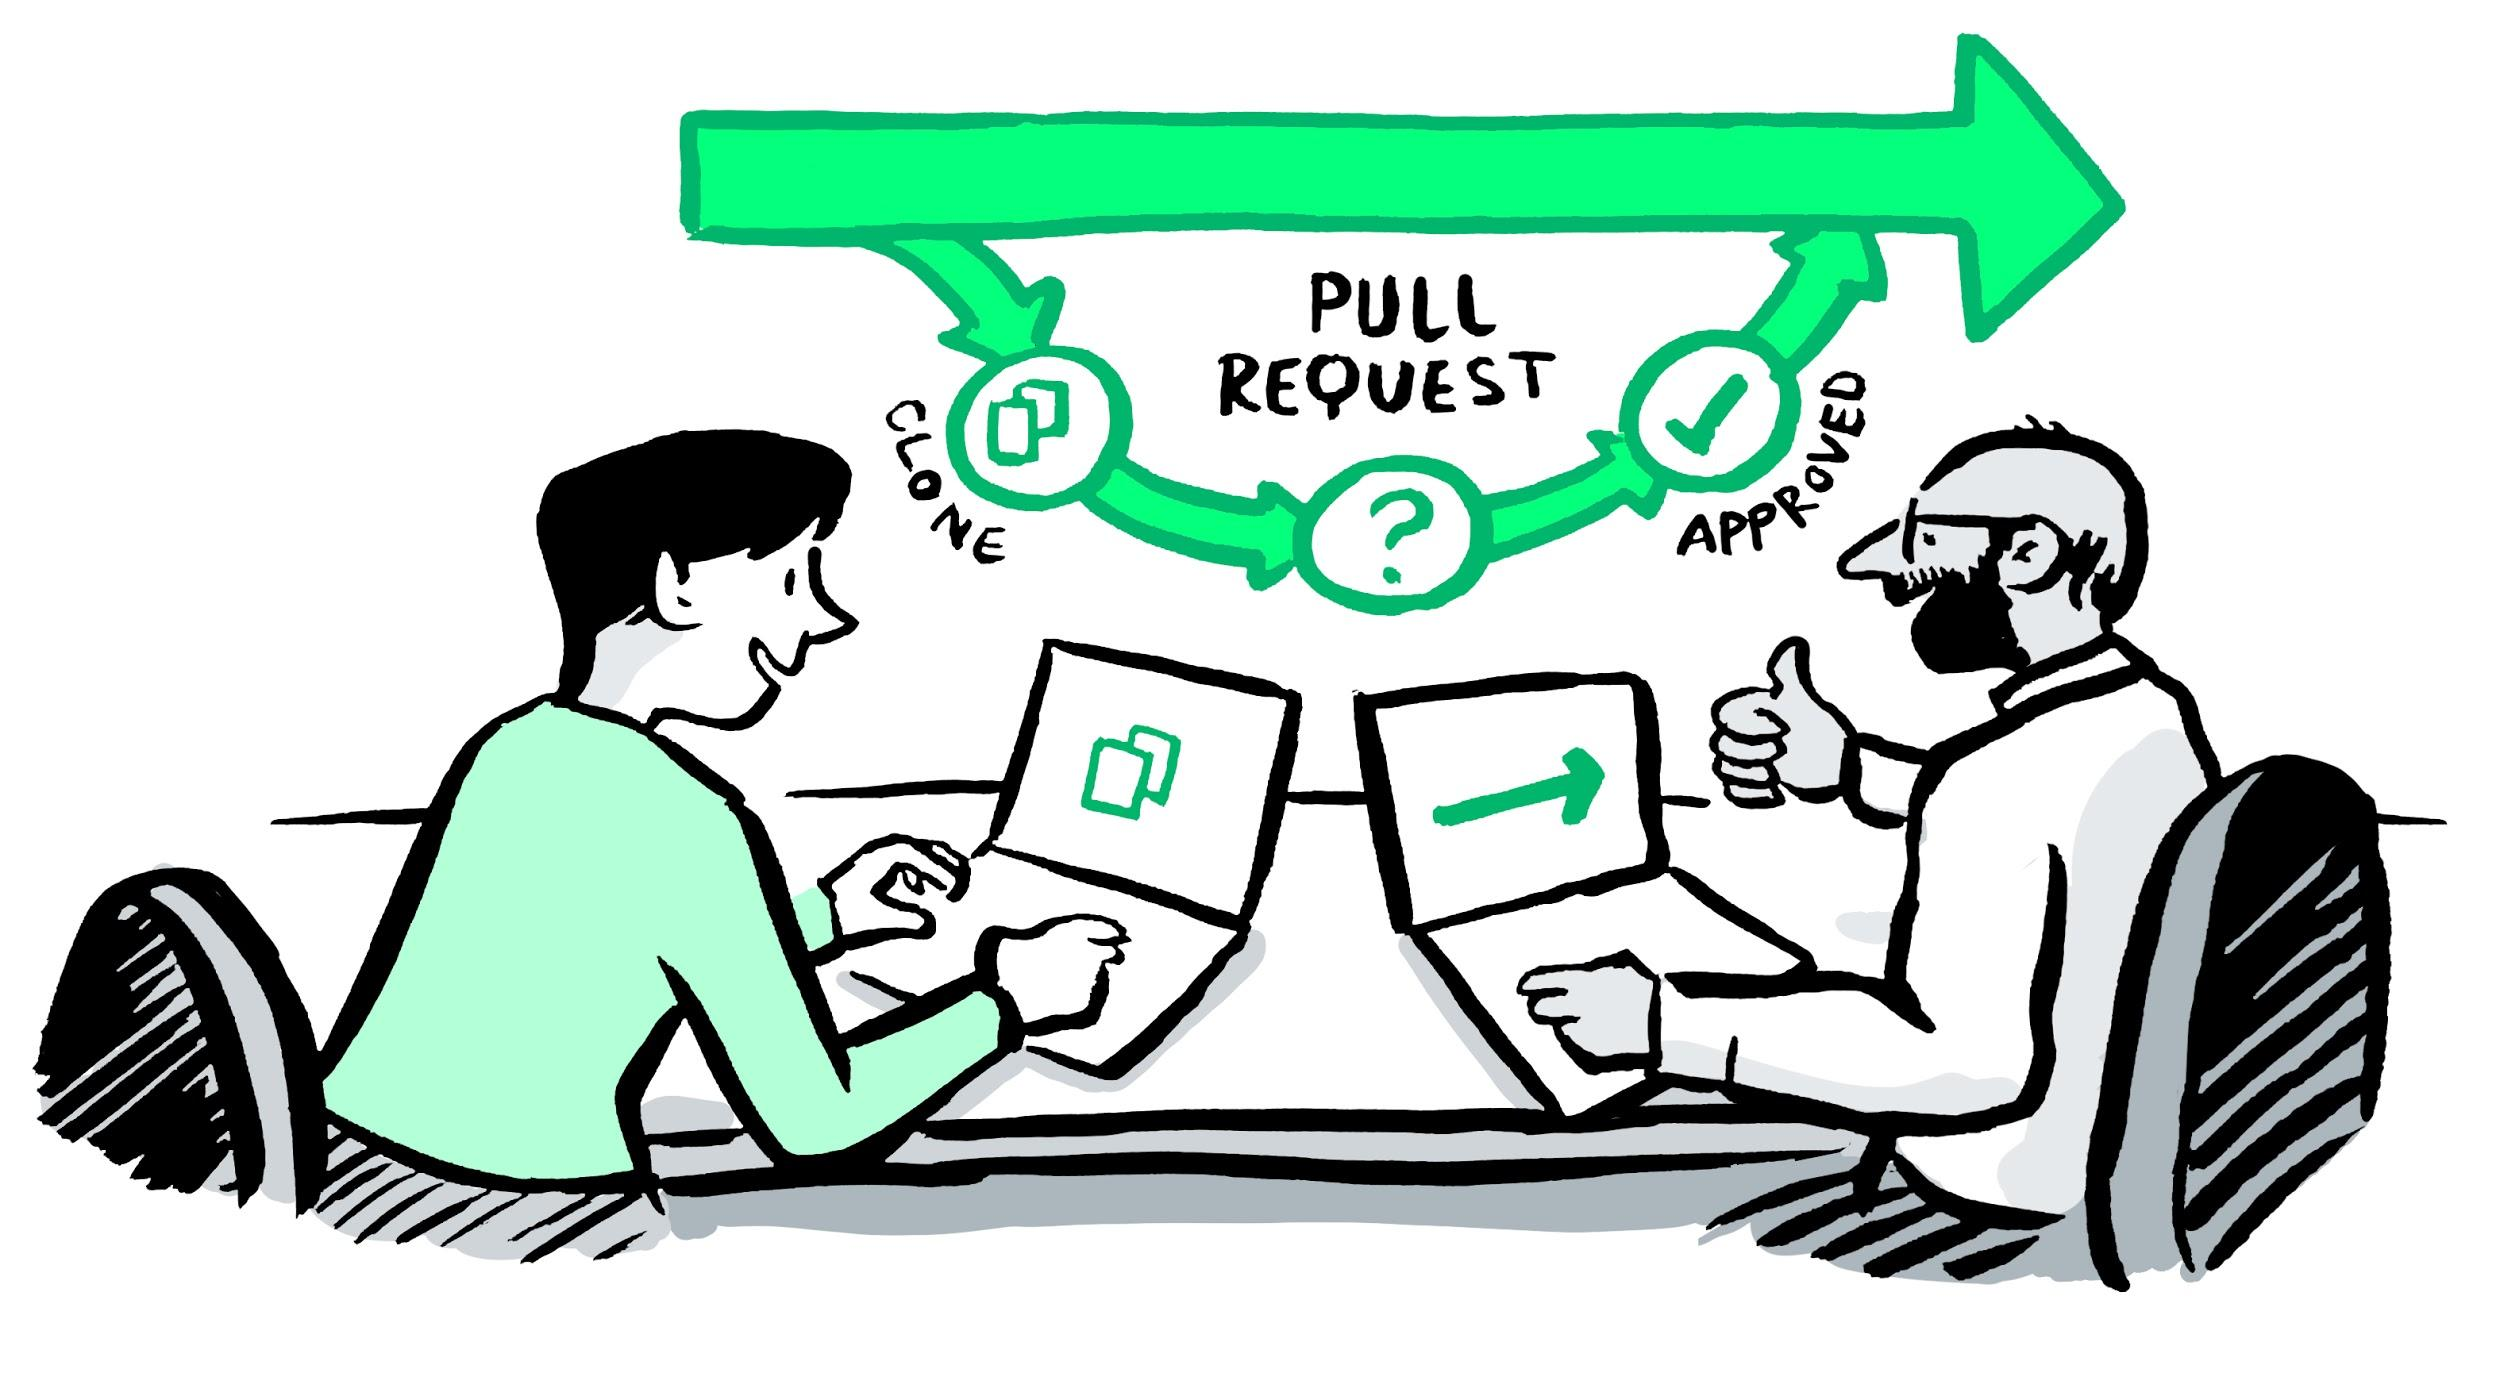 PULL
REQUEST
CLONE
?
APPROVED